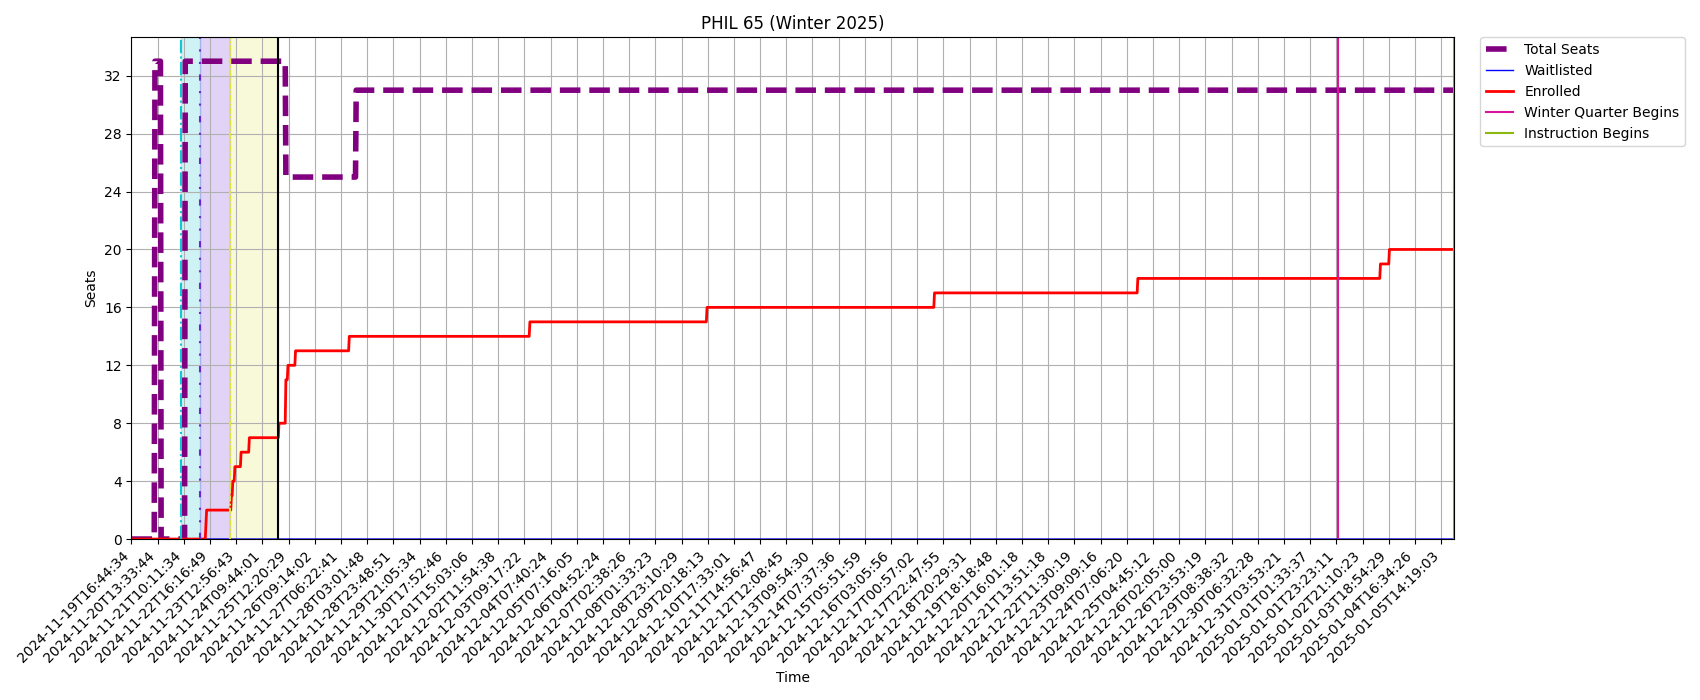 PHIL 65 (Winter 2025)
Total Seats
Waitlisted
Enrolled
Winter Quarter Begins
Instruction Begins
Seats
32
28
24
20
16
12
8
4
0
2024-11-19T16:44:34
2024-11-20T13:33:44
2024-11-21T10:11:34
2024-11-22T16:16:49
2024-11-23T12:56:43
2024-11-24T09:44:01
2024-11-25T12:20:29
2024-11-26T09:14:02
2024-11-27T06:22:41
2024-11-28T03:01:48
2024-11-28T23:48:51
2024-11-29T21:05:34
2024-11-30T17:52:46
2024-12-01T15:03:06
2024-12-02T11:54:38
2024-12-03T09:17:22
2024-12-04T07:40:24
2024-12-05T07:16:05
2024-12-06T04:52:24
2024-12-07T02:38:26
2024-12-08T01:33:23
2024-12-08T23:10:29
2024-12-09T20:18:13
2024-12-10T17:33:01
2024-12-11T14:56:47
2024-12-12T12:08:45
2024-12-13T09:54:30
2024-12-14T07:37:36
2024-12-15T05:51:59
2024-12-16T03:05:56
2024-12-17T00:57:02
2024-12-17T22:47:55
2024-12-18T20:29:31
2024-12-19T18:18:48
2024-12-20T16:01:18
2024-12-21T13:51:18
2024-12-22T11:30:19
2024-12-23T09:09:16
2024-12-24T07:06:20
2024-12-25T04:45:12
2024-12-26T02:05:00
2024-12-26T23:53:19
2024-12-29T08:38:32
2024-12-30T06:32:28
2024-12-31T03:53:21
2025-01-01T01:33:37
2025-01-01T23:23:11
2025-01-02T21:10:23
2025-01-03T18:54:29
2025-01-04T16:34:26
2025-01-05T14:19:03
Time